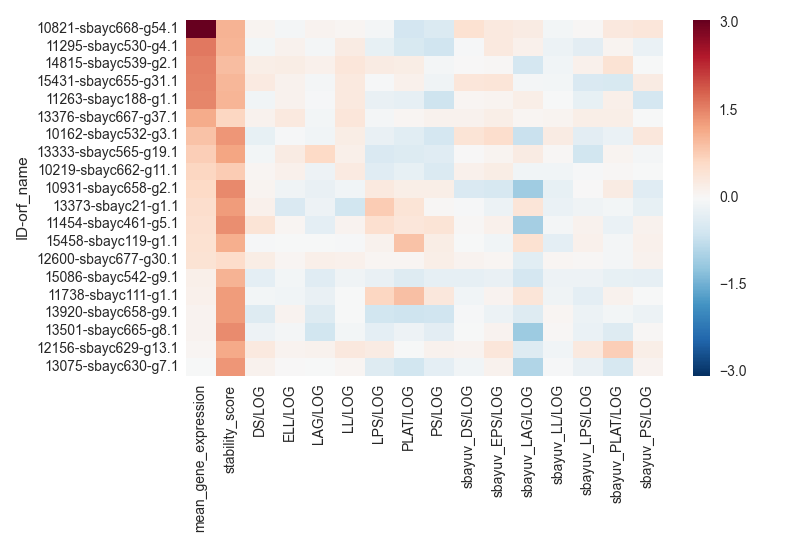 ID-orf_name
10821-sbayc668-g54.1
11295-sbayc530-g4.1
14815-sbayc539-g2.1
15431-sbayc655-g31.1
11263-sbayc188-g1.1
13376-sbayc667-g37.1
10162-sbayc532-g3.1
13333-sbayc565-g19.1
10219-sbayc662-g11.1
10931-sbayc658-g2.1
13373-sbayc21-g1.1
11454-sbayc461-g5.1
15458-sbayc119-g1.1
12600-sbayc677-g30.1
15086-sbayc542-g9.1
11738-sbayc111-g1.1
13920-sbayc658-g9.1
13501-sbayc665-g8.1
12156-sbayc629-g13.1
13075-sbayc630-g7.1
mean_gene_expression
stability_score
DS/LOG
ELL/LOG
LAG/LOG
LL/LOG
LPS/LOG
PLAT/LOG
PS/LOG
sbayuv_DS/LOG
sbayuv_EPS/LOG
sbayuv_LAG/LOG
sbayuv_LL/LOG
sbayuv_LPS/LOG
sbayuv_PLAT/LOG
sbayuv_PS/LOG
3.0
1.5
0.0
−1.5
−3.0